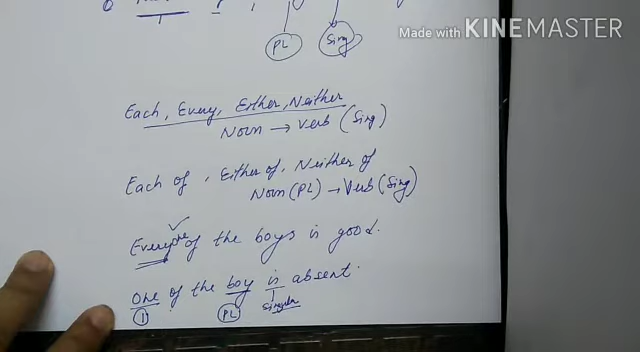 Made with KINEMASTER
PL
Sing
Each, Every, Either, Neither
Noun → Verb (Sing)
Each of, Either of, Neither of
Noun (PL) → Verb (Sing)
Everyone of the boys is good.
One of the boy is absent.
1 PL Singular